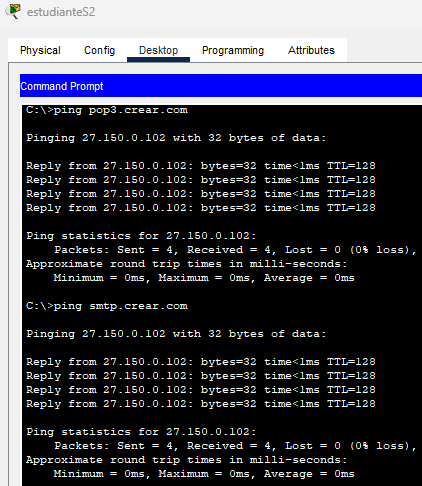 estudianteS2
Physical Config Desktop Programming Attributes
Command Prompt
C:\>ping pop3.crear.com
Pinging 27.150.0.102 with 32 bytes of data:
Reply from 27.150.0.102: bytes=32 time<1ms TTL=128
Reply from 27.150.0.102: bytes=32 time<1ms TTL=128
Reply from 27.150.0.102: bytes=32 time<1ms TTL=128
Reply from 27.150.0.102: bytes=32 time<1ms TTL=128
Ping statistics for 27.150.0.102:
Packets: Sent = 4, Received = 4, Lost = 0 (0% loss),
Approximate round trip times in milli-seconds:
Minimum = 0ms, Maximum = 0ms, Average = 0ms
C:\>ping smtp.crear.com
Pinging 27.150.0.102 with 32 bytes of data:
Reply from 27.150.0.102: bytes=32 time<1ms TTL=128
Reply from 27.150.0.102: bytes=32 time<1ms TTL=128
Reply from 27.150.0.102: bytes=32 time<1ms TTL=128
Reply from 27.150.0.102: bytes=32 time<1ms TTL=128
Ping statistics for 27.150.0.102:
Packets: Sent = 4, Received = 4, Lost = 0 (0% loss),
Approximate round trip times in milli-seconds:
Minimum = 0ms, Maximum = 0ms, Average = 0ms